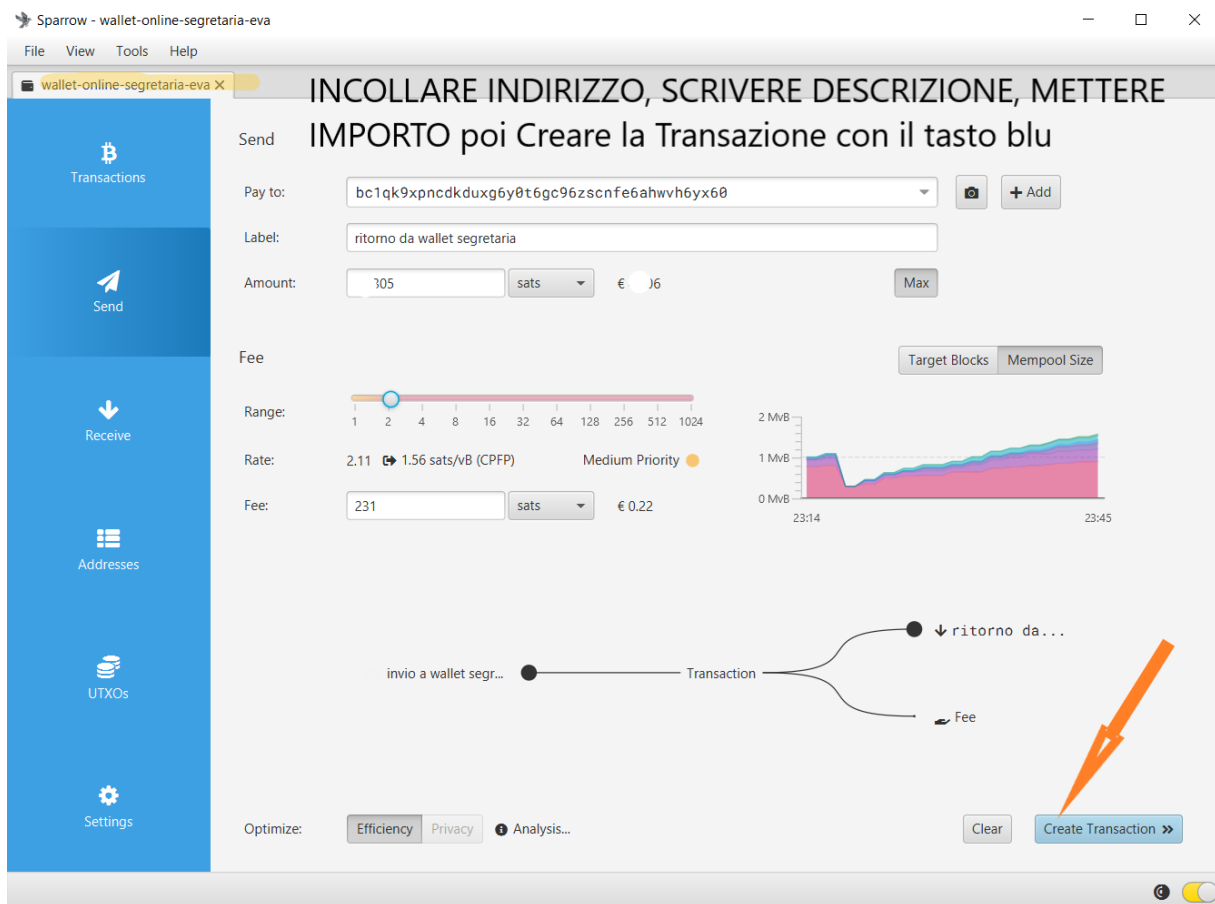 Sparrow - wallet-online-segretaria-eva
File View Tools Help
wallet-online-segretaria-eva
INCOLLARE INDIRIZZO, SCRIVERE DESCRIZIONE, METTERE
IMPORTO poi Creare la Transazione con il tasto blu
Transactions
Send
Receive
Addresses
UTXOs
Settings
Send
Pay to: bc1qk9xpncdkduxg6y0t6gc96zscnfe6ahwvh6yx60 + Add
Label: ritorno da wallet segretaria
Amount: 305 sats € 06 Max
Fee Target Blocks Mempool Size
Range: 1 2 4 8 16 32 64 128 256 512 1024
Rate: 2.11 1.56 sats/vB (CPFP) Medium Priority
Fee: 231 sats € 0.22
2 MvB
1 MvB
0 MvB
23:14 23:45
invio a wallet segr... Transaction ritorno da...
Fee
Optimize: Efficiency Privacy Analysis... Clear Create Transaction »